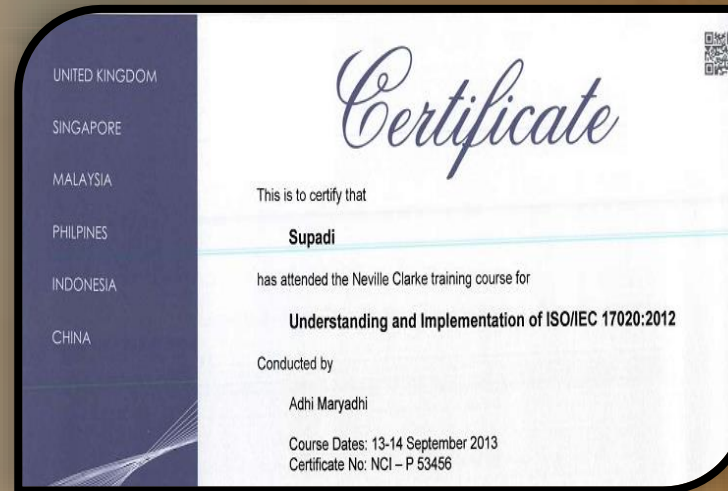 UNITED KINGDOM
SINGAPORE
MALAYSIA
PHILPINES
INDONESIA
CHINA
Certificate
This is to certify that
Supadi
has attended the Neville Clarke training course for
Understanding and Implementation of ISO/IEC 17020:2012
Conducted by
Adhi Maryadhi
Course Dates: 13-14 September 2013
Certificate No: NCI – P 53456